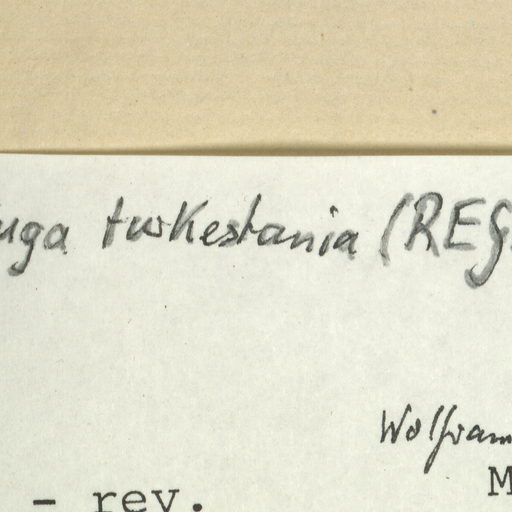 uga turkestania (REG
Wolfram
M
- rev.